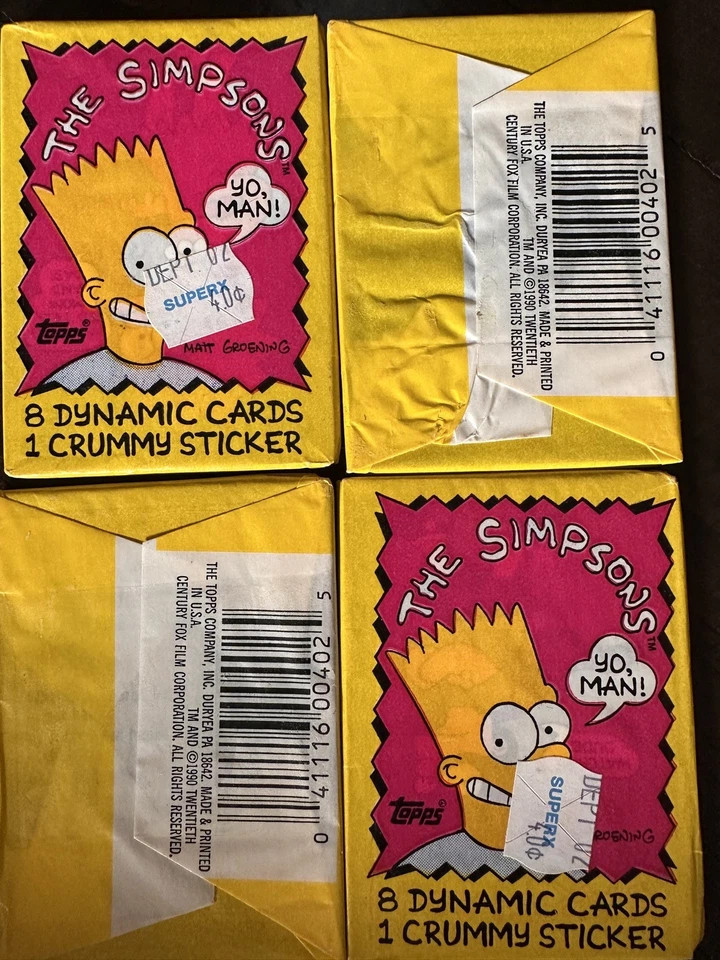 THE SIMPSONS™
YO,
MAN!
DEPT 02
SUPERX
40¢
topps®
MATT GROENING
8 DYNAMIC CARDS
1 CRUMMY STICKER
THE TOPPS COMPANY, INC. DURYEA PA 18642. MADE & PRINTED
IN U.S.A. TM AND ©1990 TWENTIETH
CENTURY FOX FILM CORPORATION. ALL RIGHTS RESERVED.
0 41116 00402 5
THE TOPPS COMPANY, INC. DURYEA PA 18642. MADE & PRINTED
IN U.S.A. TM AND ©1990 TWENTIETH
CENTURY FOX FILM CORPORATION. ALL RIGHTS RESERVED.
0 41116 00402 5
THE SIMPSONS™
YO,
MAN!
DEPT 02
SUPERX
40¢
topps®
ROENING
8 DYNAMIC CARDS
1 CRUMMY STICKER